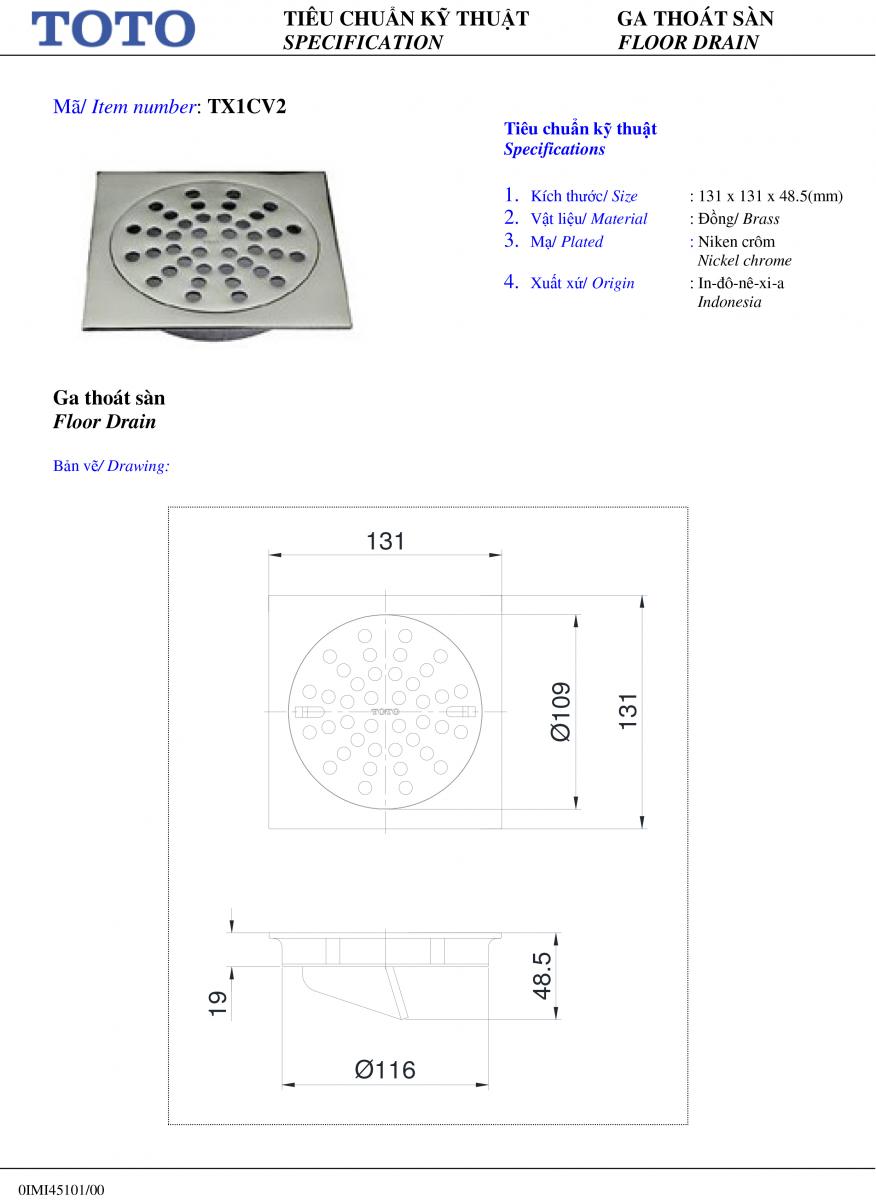 TOTO
TIÊU CHUẨN KỸ THUẬT
SPECIFICATION
GA THOÁT SÀN
FLOOR DRAIN
Mã/ Item number: TX1CV2
Tiêu chuẩn kỹ thuật
Specifications
1. Kích thước/ Size : 131 x 131 x 48.5(mm)
2. Vật liệu/ Material : Đồng/ Brass
3. Mạ/ Plated : Niken crôm
Nickel chrome
4. Xuất xứ/ Origin : In-đô-nê-xi-a
Indonesia
Ga thoát sàn
Floor Drain
Bản vẽ/ Drawing:
131
Ø109
131
TOTO
19
48.5
Ø116
0IMI45101/00